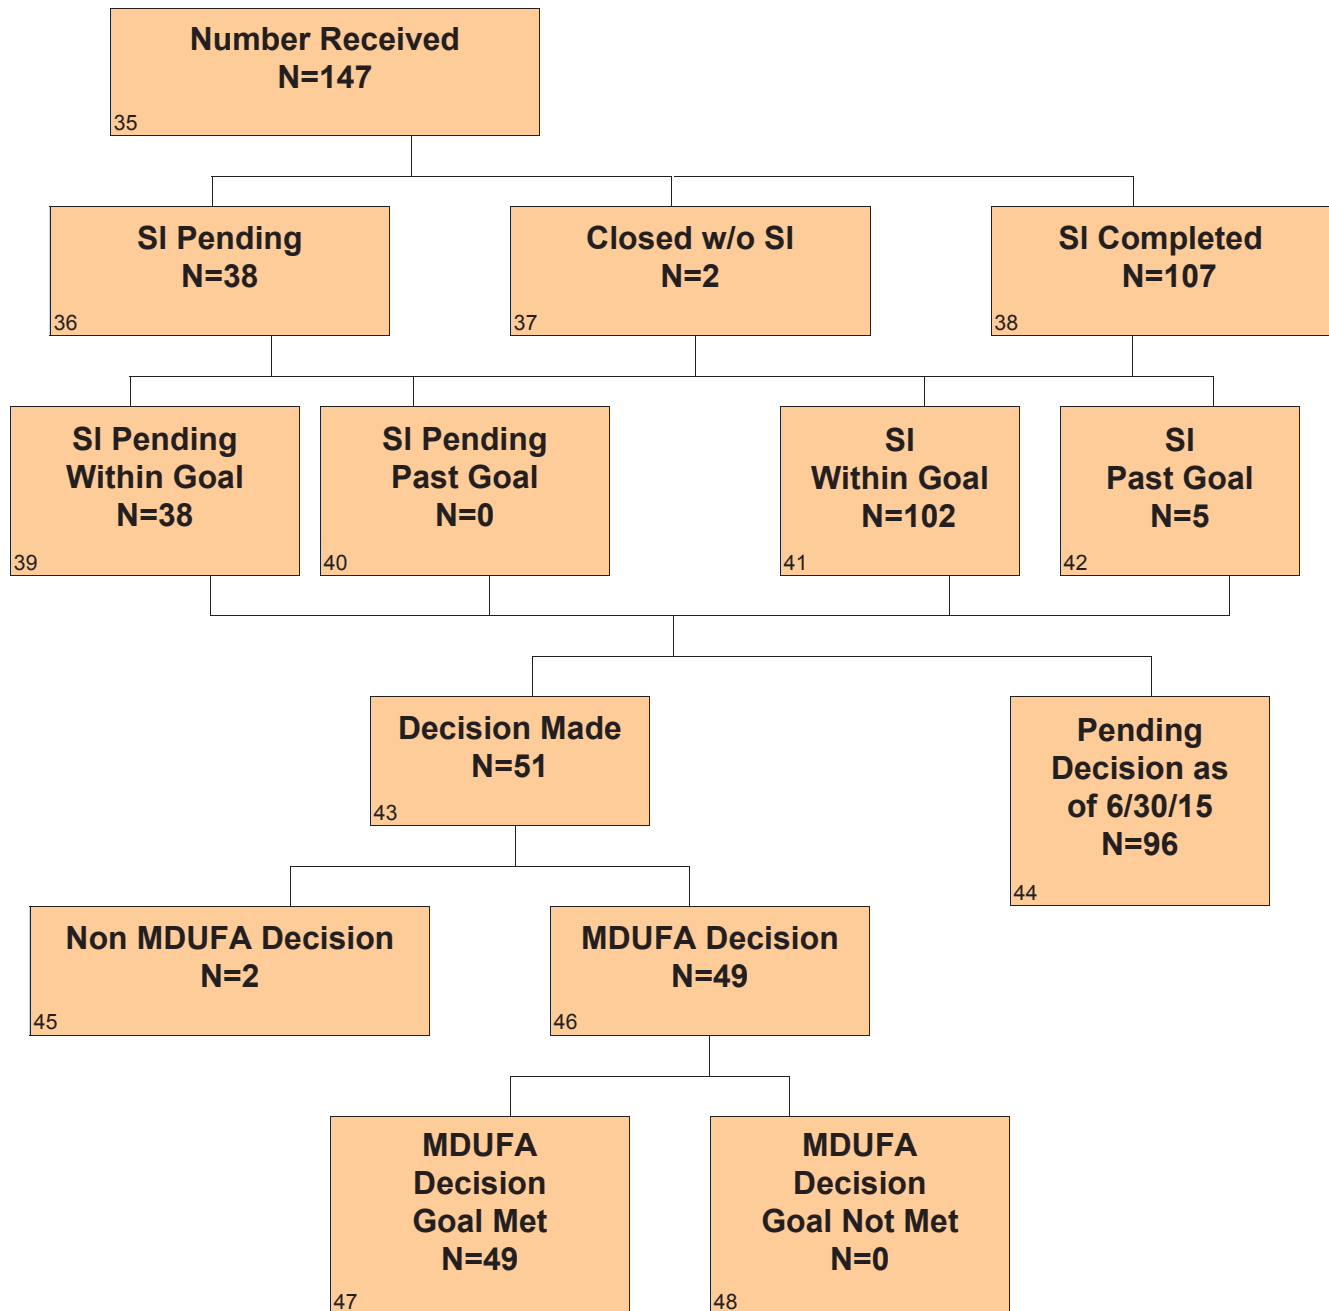 Number Received
N=147
35
SI Pending
N=38
36
Closed w/o SI
N=2
37
SI Completed
N=107
38
SI Pending
Within Goal
N=38
39
SI Pending
Past Goal
N=0
40
SI
Within Goal
N=102
41
SI
Past Goal
N=5
42
Decision Made
N=51
43
Pending
Decision as
of 6/30/15
N=96
44
Non MDUFA Decision
N=2
45
MDUFA Decision
N=49
46
MDUFA
Decision
Goal Met
N=49
47
MDUFA
Decision
Goal Not Met
N=0
48